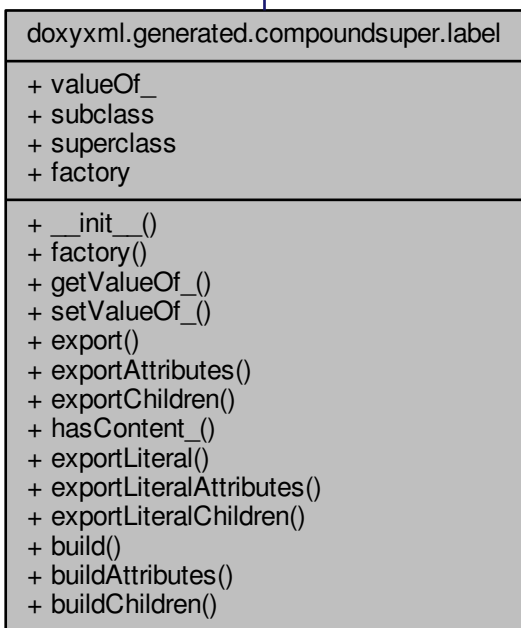 doxyxml.generated.compoundsuper.label
+ valueOf_
+ subclass
+ superclass
+ factory
+ __init__()
+ factory()
+ getValueOf_()
+ setValueOf_()
+ export()
+ exportAttributes()
+ exportChildren()
+ hasContent_()
+ exportLiteral()
+ exportLiteralAttributes()
+ exportLiteralChildren()
+ build()
+ buildAttributes()
+ buildChildren()